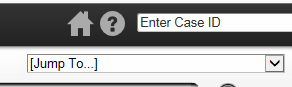 Enter Case ID
[Jump To...]